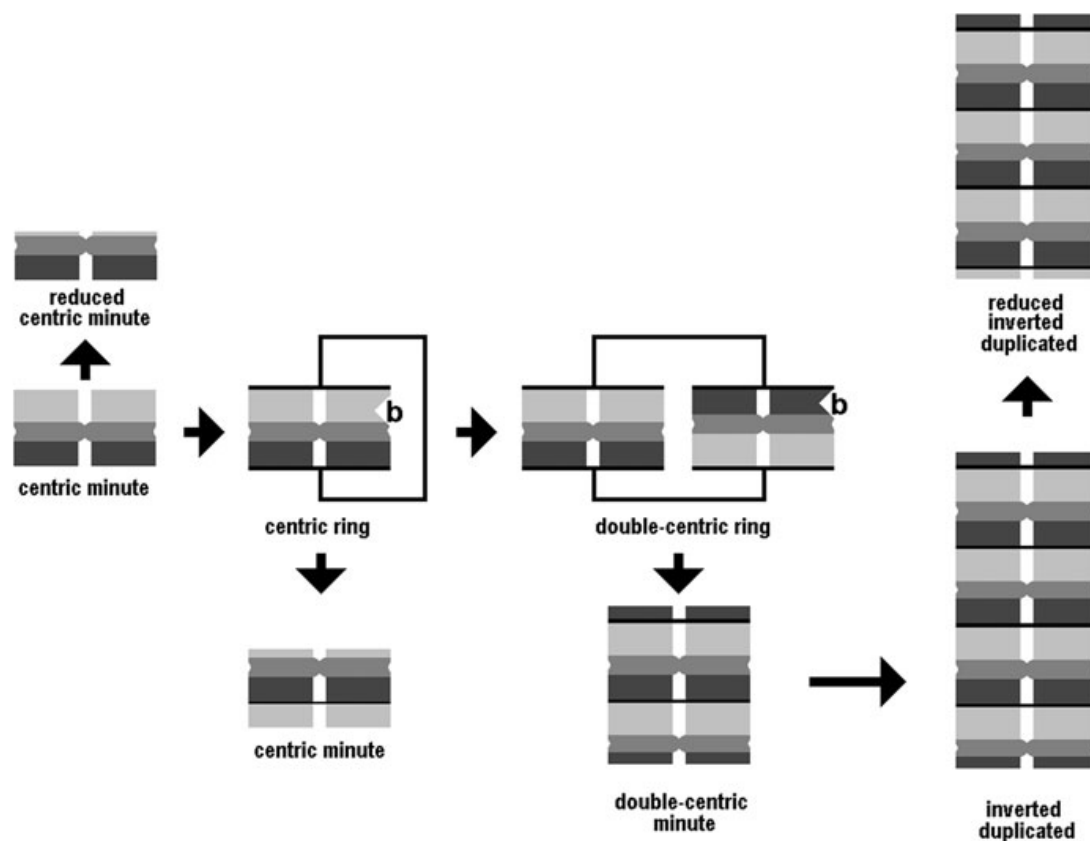 reduced
centric minute
centric minute
b
centric ring
centric minute
b
double-centric ring
double-centric
minute
reduced
inverted
duplicated
inverted
duplicated